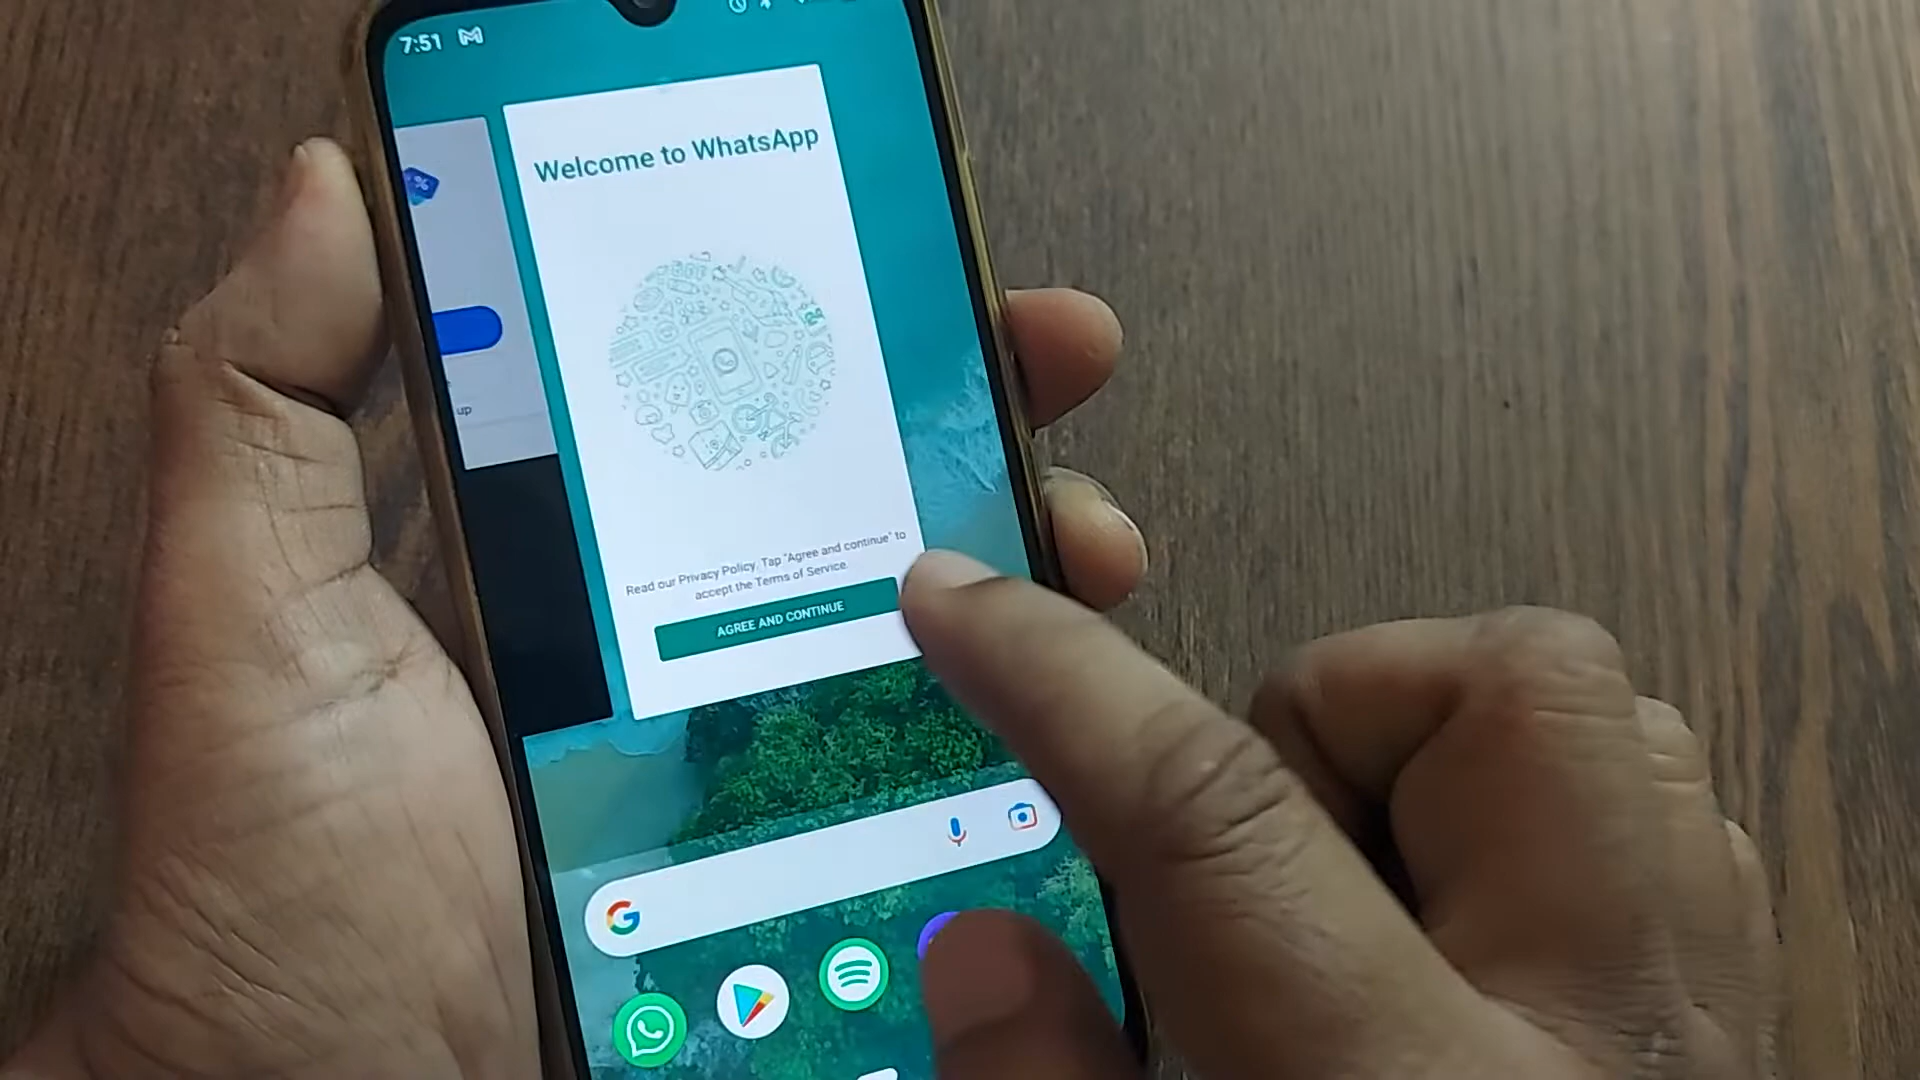 7:51
Welcome to WhatsApp
up
Read our Privacy Policy. Tap "Agree and continue" to
accept the Terms of Service.
AGREE AND CONTINUE